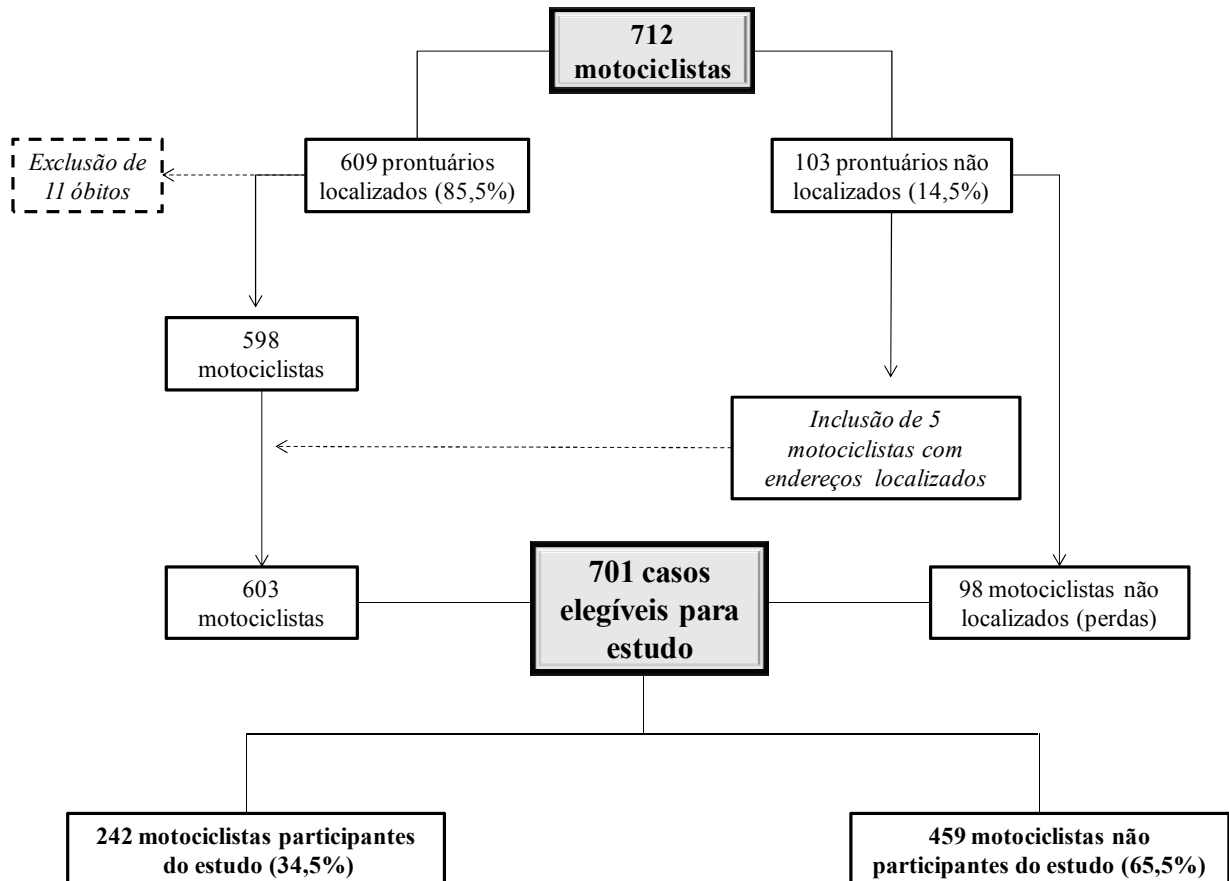 712
motociclistas
Exclusão de
11 óbitos
609 prontuários
localizados (85,5%)
103 prontuários não
localizados (14,5%)
598
motociclistas
Inclusão de 5
motociclistas com
endereços localizados
603
motociclistas
701 casos
elegíveis para
estudo
98 motociclistas não
localizados (perdas)
242 motociclistas participantes
do estudo (34,5%)
459 motociclistas não
participantes do estudo (65,5%)